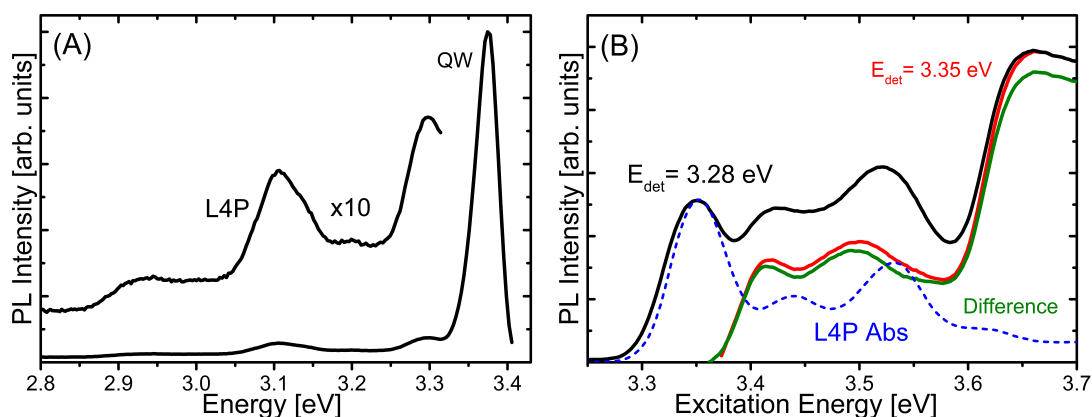 (A)
QW
L4P
x10
PL Intensity [arb. units]
2.8 2.9 3.0 3.1 3.2 3.3 3.4
Energy [eV]
(B)
E_det= 3.35 eV
E_det= 3.28 eV
Difference
L4P Abs
PL Intensity [arb. units]
3.3 3.4 3.5 3.6 3.7
Excitation Energy [eV]